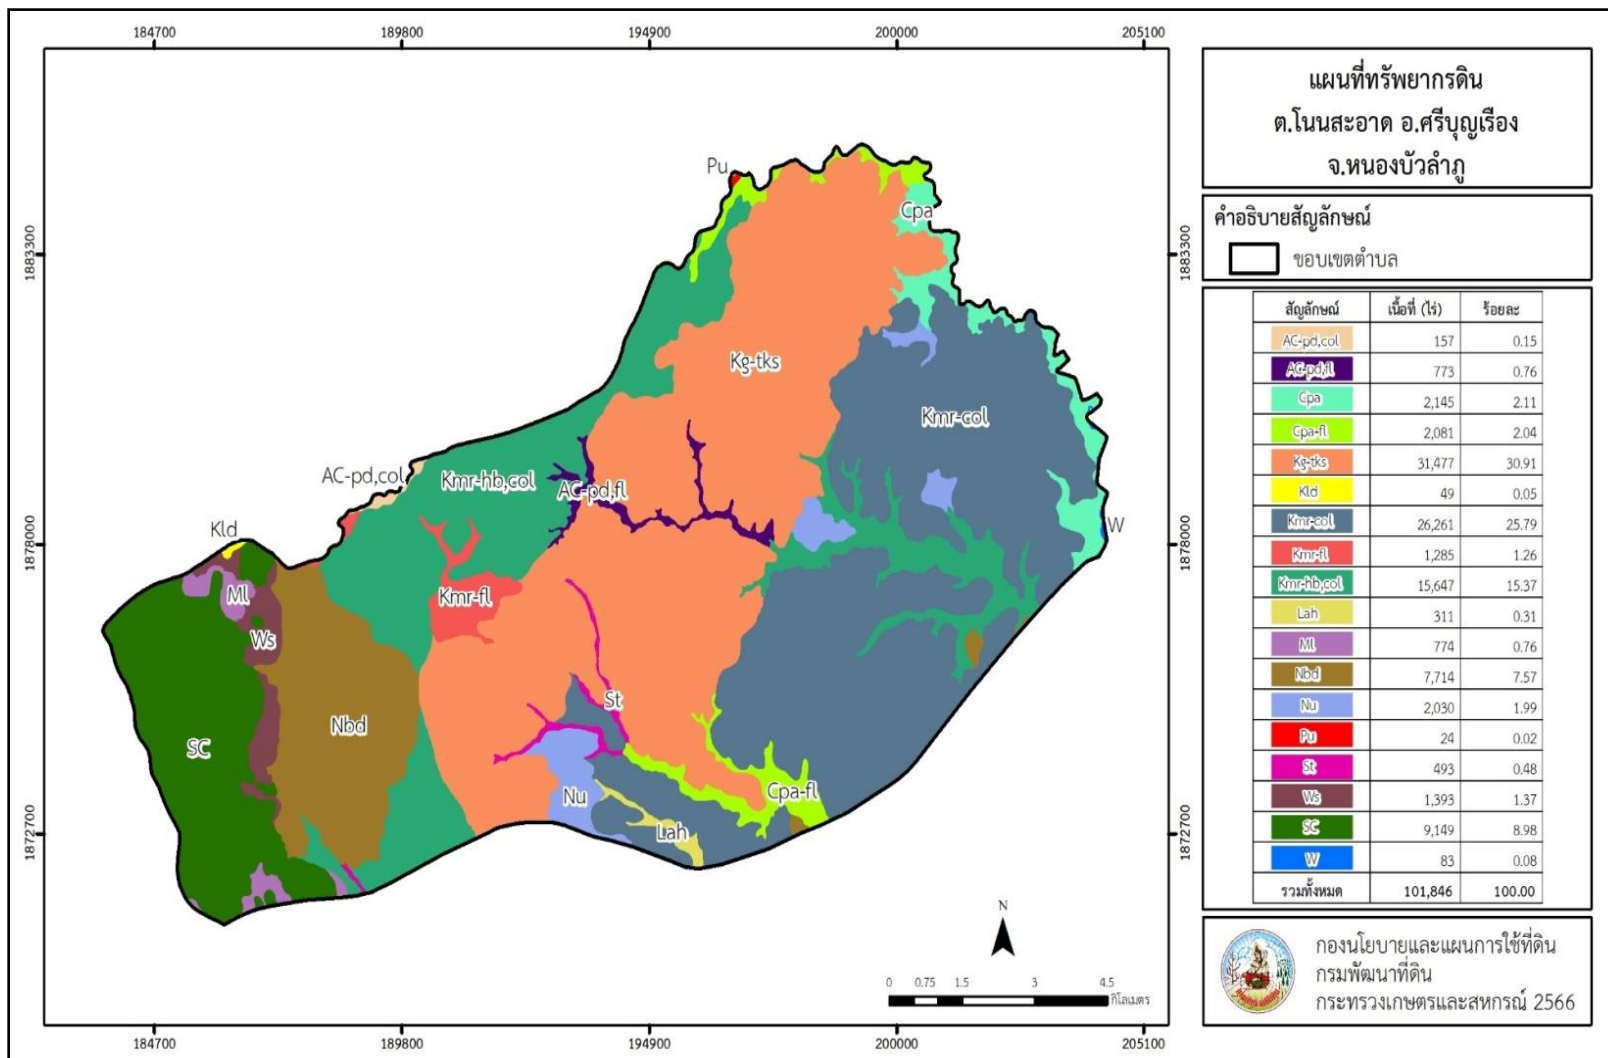 184700 189800 194900 200000 205100
แผนที่ทรัพยากรดิน
ต.โนนสะอาด อ.ศรีบุญเรือง
จ.หนองบัวลำภู
คำอธิบายสัญลักษณ์
ขอบเขตตำบล
สัญลักษณ์ เนื้อที่ (ไร่) ร้อยละ
AC-pd,col 157 0.15
AC-pd,fl 773 0.76
Cpa 2,145 2.11
Cpa-fl 2,081 2.04
Kg-tks 31,477 30.91
Kld 49 0.05
Kmr-col 26,261 25.79
Kmr-fl 1,285 1.26
Kmr-hb,col 15,647 15.37
Lah 311 0.31
Ml 774 0.76
Nbd 7,714 7.57
Nu 2,030 1.99
Pu 24 0.02
St 493 0.48
Ws 1,393 1.37
SC 9,149 8.98
W 83 0.08
รวมทั้งหมด 101,846 100.00
กองนโยบายและแผนการใช้ที่ดิน
กรมพัฒนาที่ดิน
กระทรวงเกษตรและสหกรณ์ 2566
Pu
Cpa
1883300 1883300
Kg-tks
Kmr-col
AC-pd,col
Kmr-hb,col
AC-pd,fl
Kld
W
1878000 1878000
Ml
Kmr-fl
Ws
St
Nbd
SC
Nu
Cpa-fl
Lah
1872700 1872700
N
0 0.75 1.5 3 4.5
กิโลเมตร
184700 189800 194900 200000 205100